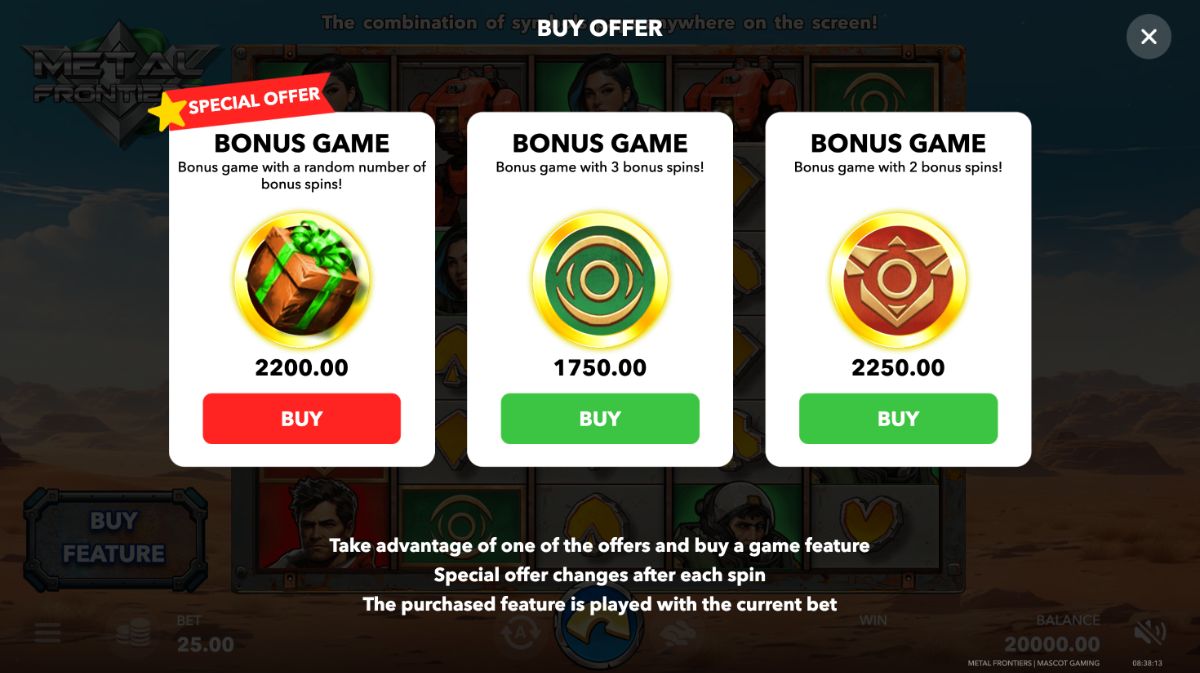 The combination of symbols anywhere on the screen!
BUY OFFER
METAL
FRONTIERS
SPECIAL OFFER
BONUS GAME
Bonus game with a random number of
bonus spins!
2200.00
BUY
BONUS GAME
Bonus game with 3 bonus spins!
1750.00
BUY
BONUS GAME
Bonus game with 2 bonus spins!
2250.00
BUY
BUY
FEATURE
Take advantage of one of the offers and buy a game feature
Special offer changes after each spin
The purchased feature is played with the current bet
BET
25.00
A
WIN
BALANCE
20000.00
METAL FRONTIERS | MASCOT GAMING
08:38:13